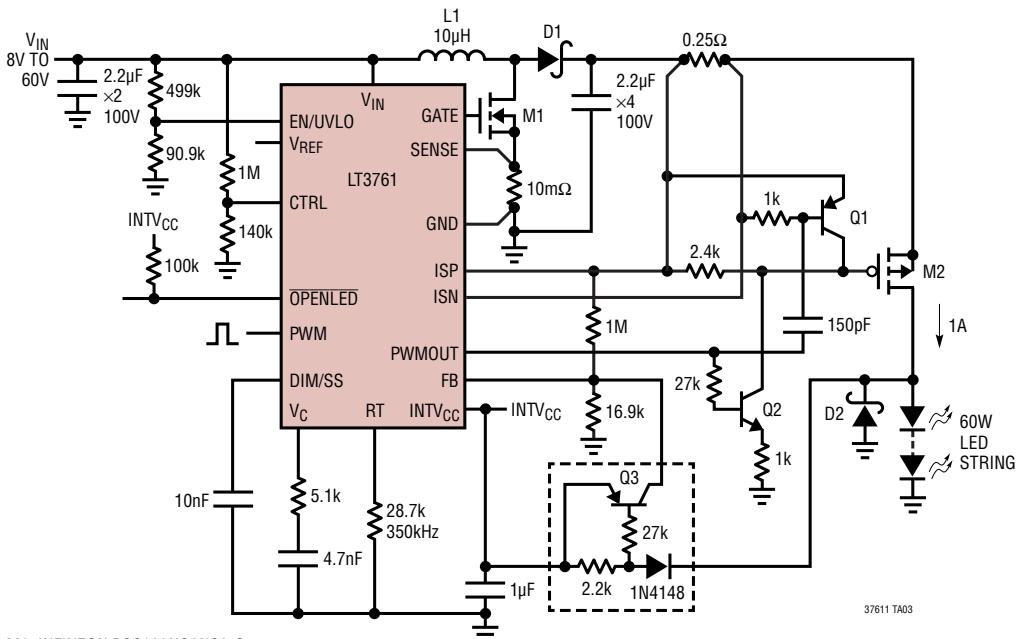 L1
10µH
D1
0.25Ω
VIN
8V TO
60V
2.2µF
×2
100V
499k
90.9k
1M
140k
INTVCC
100k
VIN
EN/UVLO
VREF
LT3761
CTRL
OPENLED
PWM
DIM/SS
VC
RT
INTVCC
GATE
SENSE
GND
ISP
ISN
PWMOUT
FB
M1
10mΩ
2.2µF
×4
100V
1k
Q1
2.4k
M2
1M
150pF
1A
27k
Q2
1k
16.9k
INTVCC
D2
60W
LED
STRING
10nF
5.1k
4.7nF
28.7k
350kHz
1µF
Q3
27k
2.2k
1N4148
37611 TA03